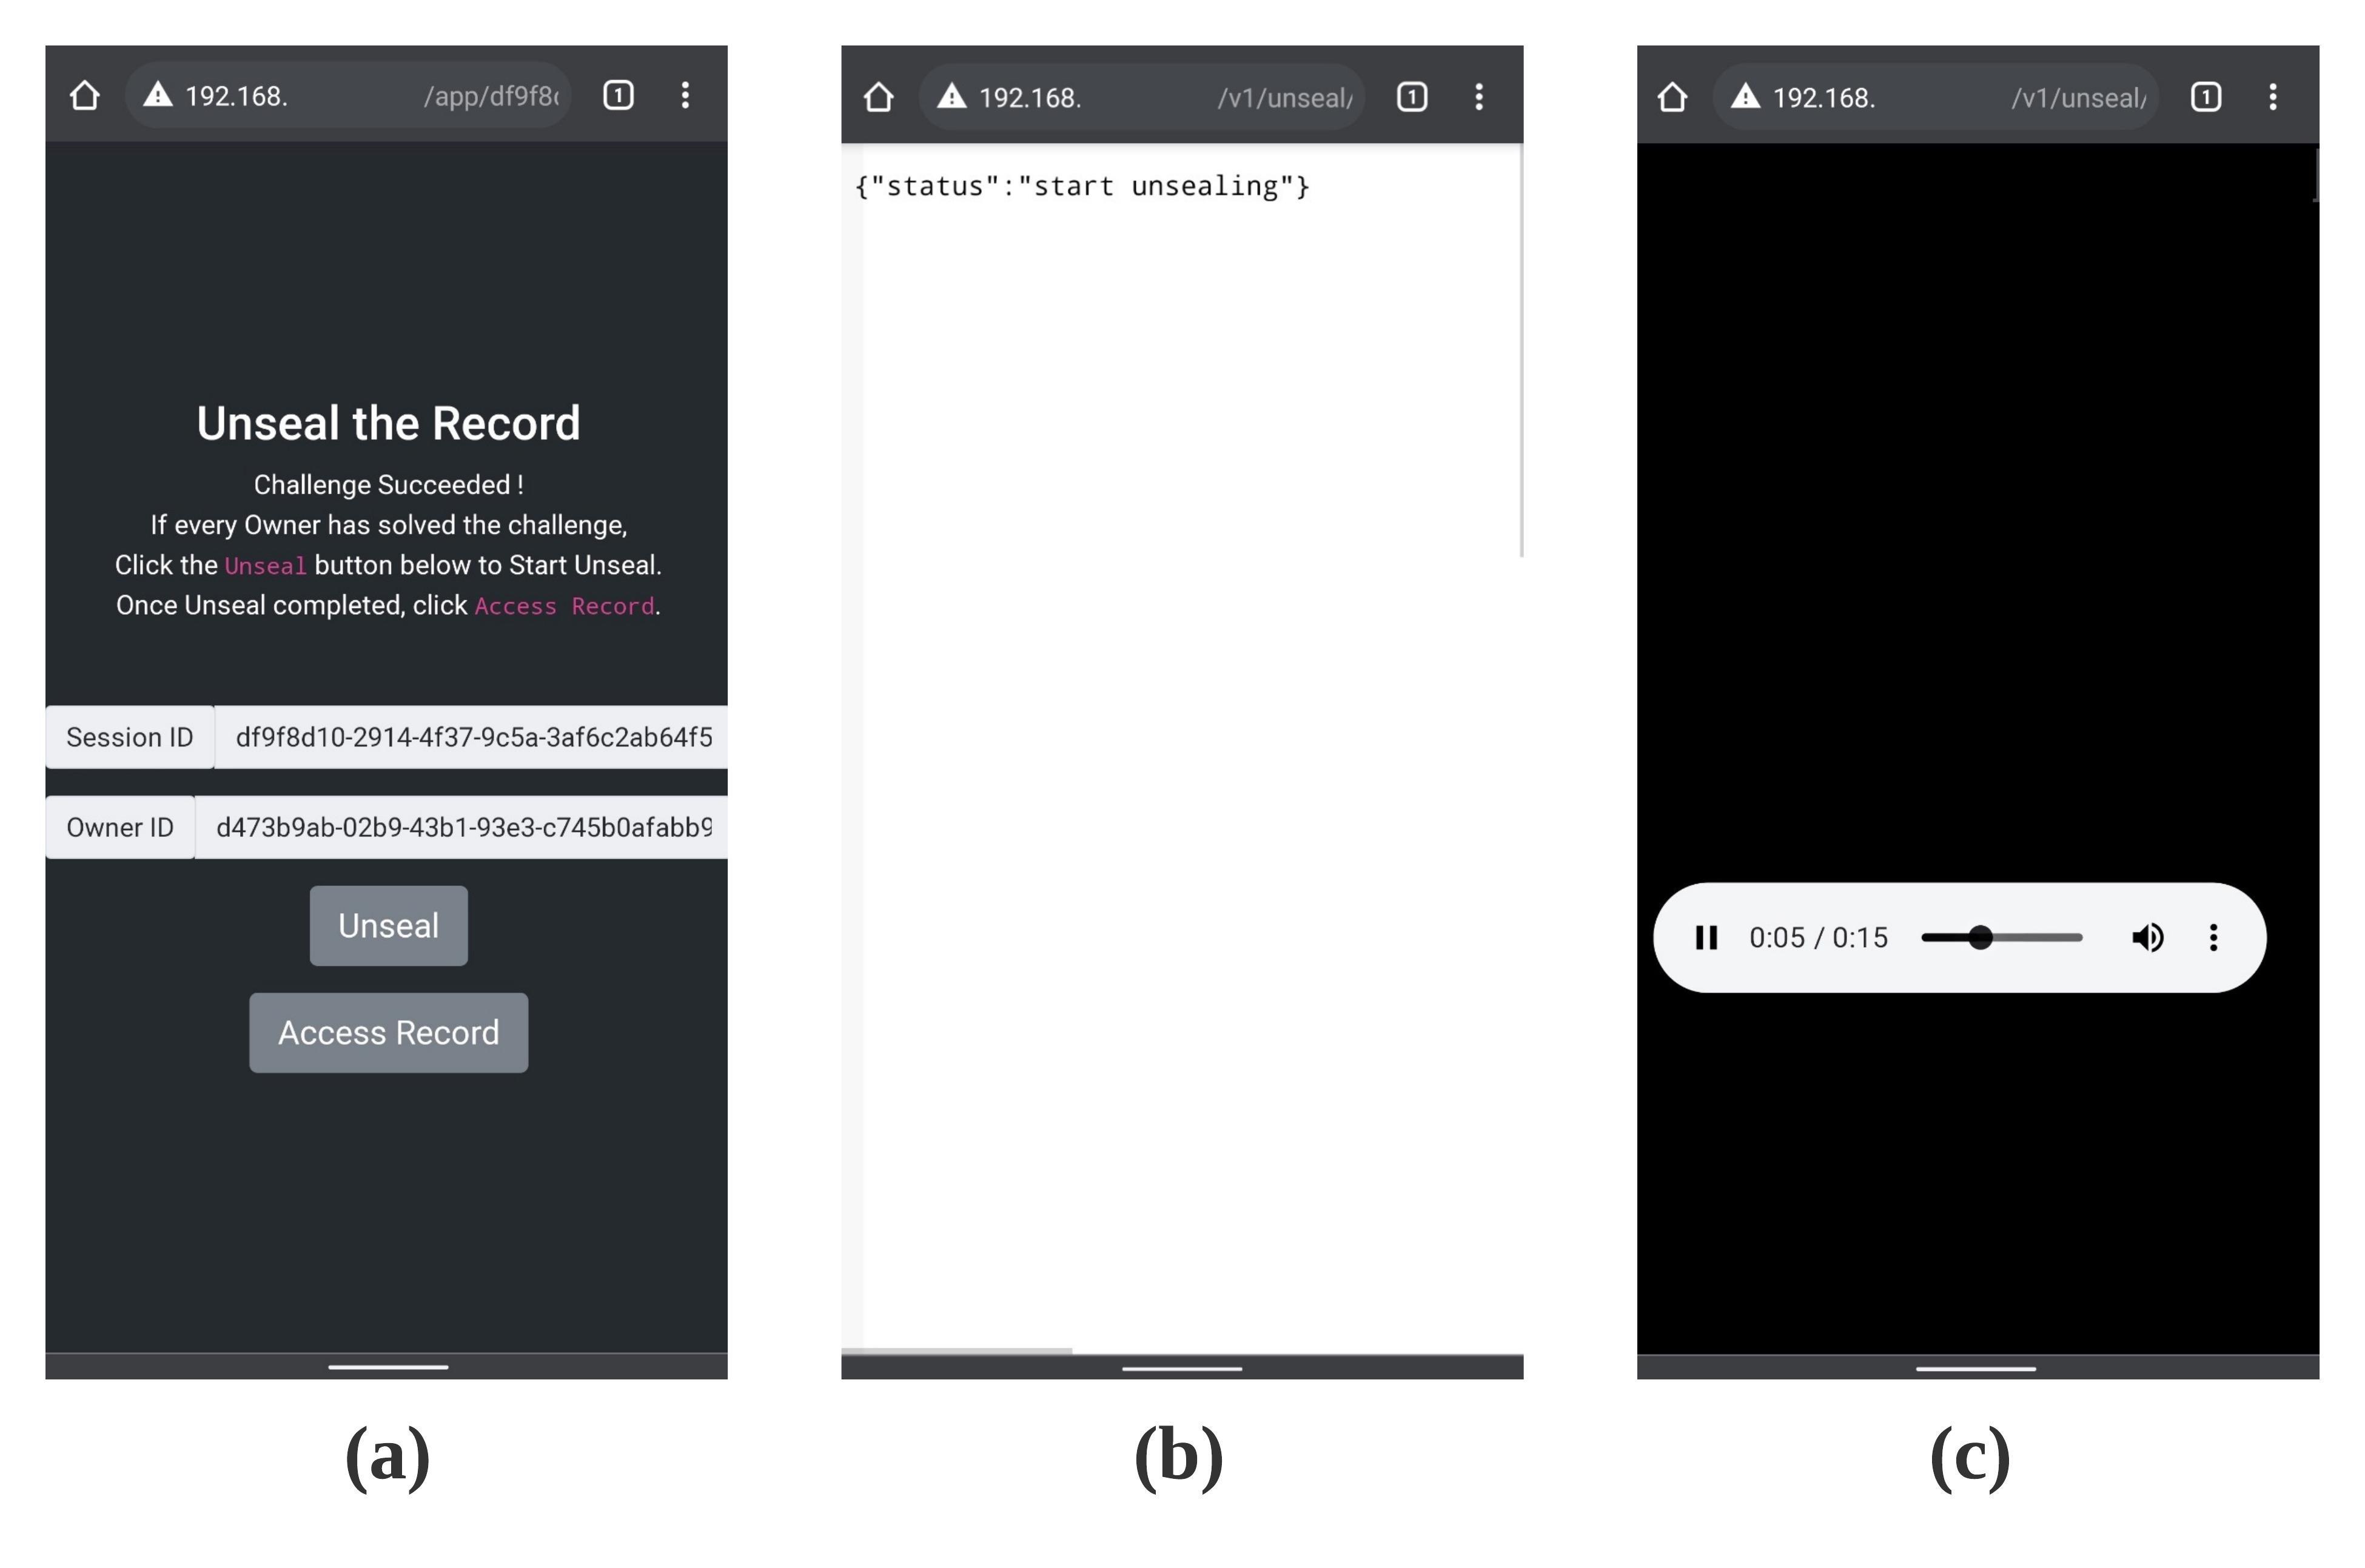 192.168. /app/df9f8
1
Unseal the Record
Challenge Succeeded !
If every Owner has solved the challenge,
Click the Unseal button below to Start Unseal.
Once Unseal completed, click Access Record.
Session ID df9f8d10-2914-4f37-9c5a-3af6c2ab64f5
Owner ID d473b9ab-02b9-43b1-93e3-c745b0afabb9
Unseal
Access Record
(a)
192.168. /v1/unseal/
1
{"status":"start unsealing"}
(b)
192.168. /v1/unseal/
1
0:05 / 0:15
(c)